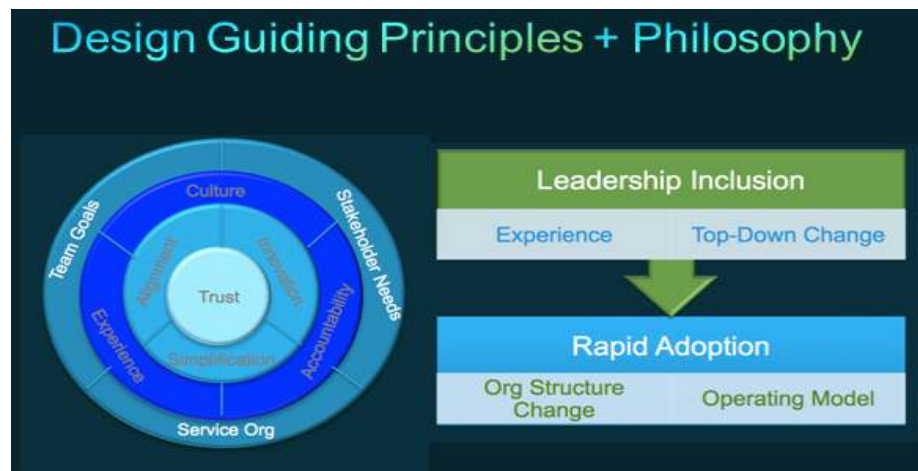 Design Guiding Principles + Philosophy
Team Goals
Stakeholder Needs
Service Org
Culture
Experience
Accountability
Alignment
Innovation
Simplification
Trust
Leadership Inclusion
Experience
Top-Down Change
Rapid Adoption
Org Structure
Change
Operating Model